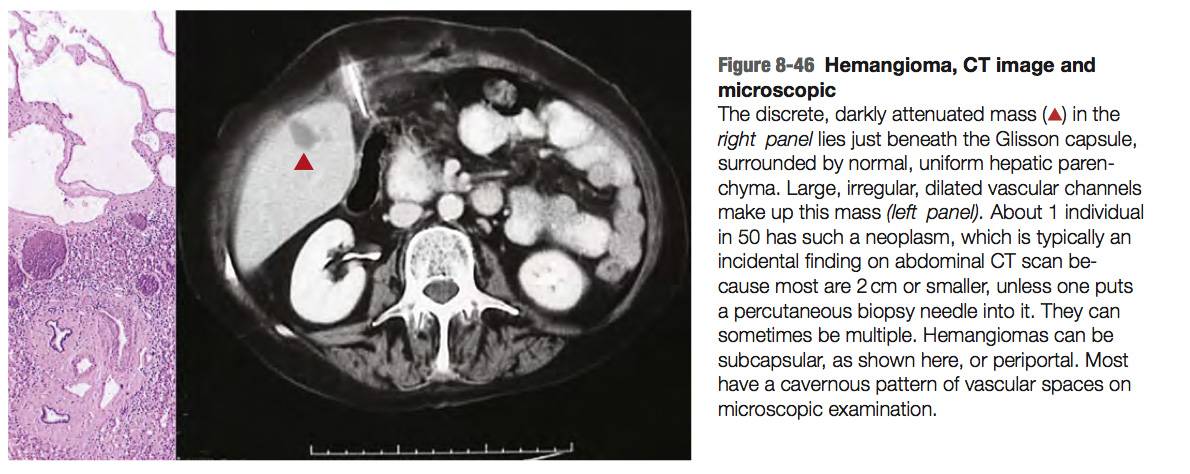 Figure 8-46 Hemangioma, CT image and
microscopic
The discrete, darkly attenuated mass (▲) in the
right panel lies just beneath the Glisson capsule,
surrounded by normal, uniform hepatic paren-
chyma. Large, irregular, dilated vascular channels
make up this mass (left panel). About 1 individual
in 50 has such a neoplasm, which is typically an
incidental finding on abdominal CT scan be-
cause most are 2 cm or smaller, unless one puts
a percutaneous biopsy needle into it. They can
sometimes be multiple. Hemangiomas can be
subcapsular, as shown here, or periportal. Most
have a cavernous pattern of vascular spaces on
microscopic examination.